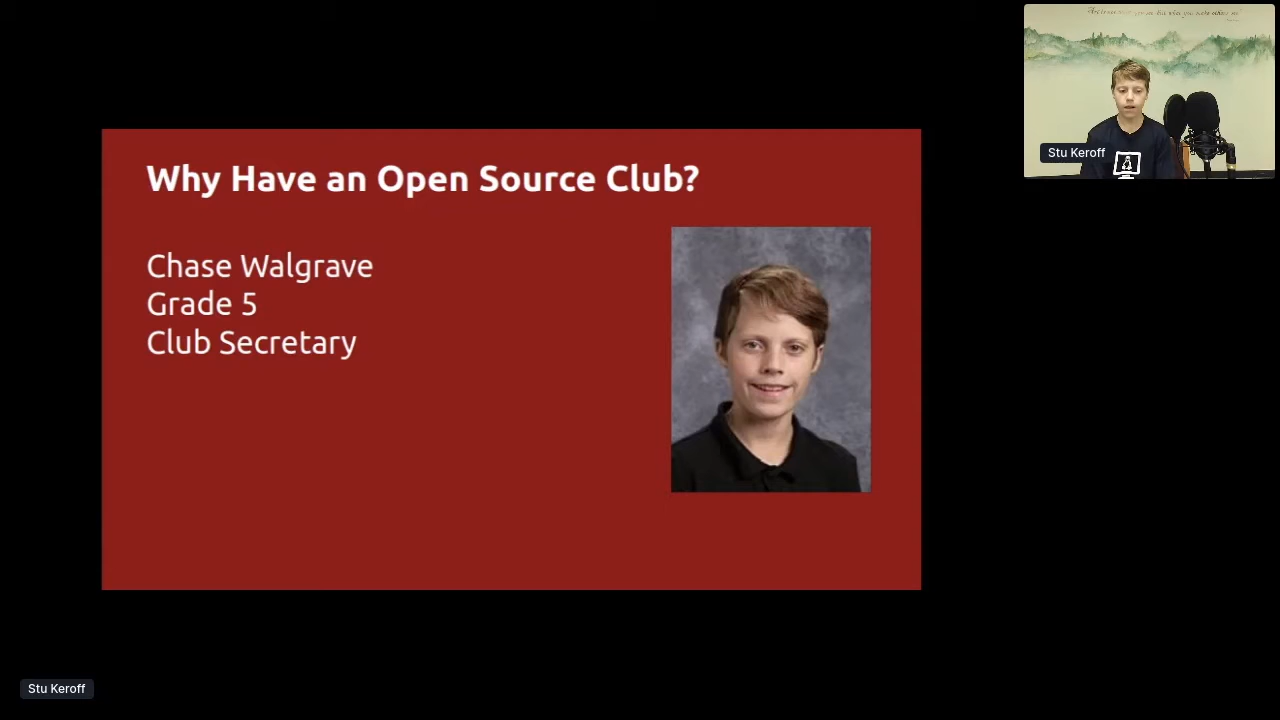 Why Have an Open Source Club?
Chase Walgrave
Grade 5
Club Secretary
Stu Keroff
Stu Keroff